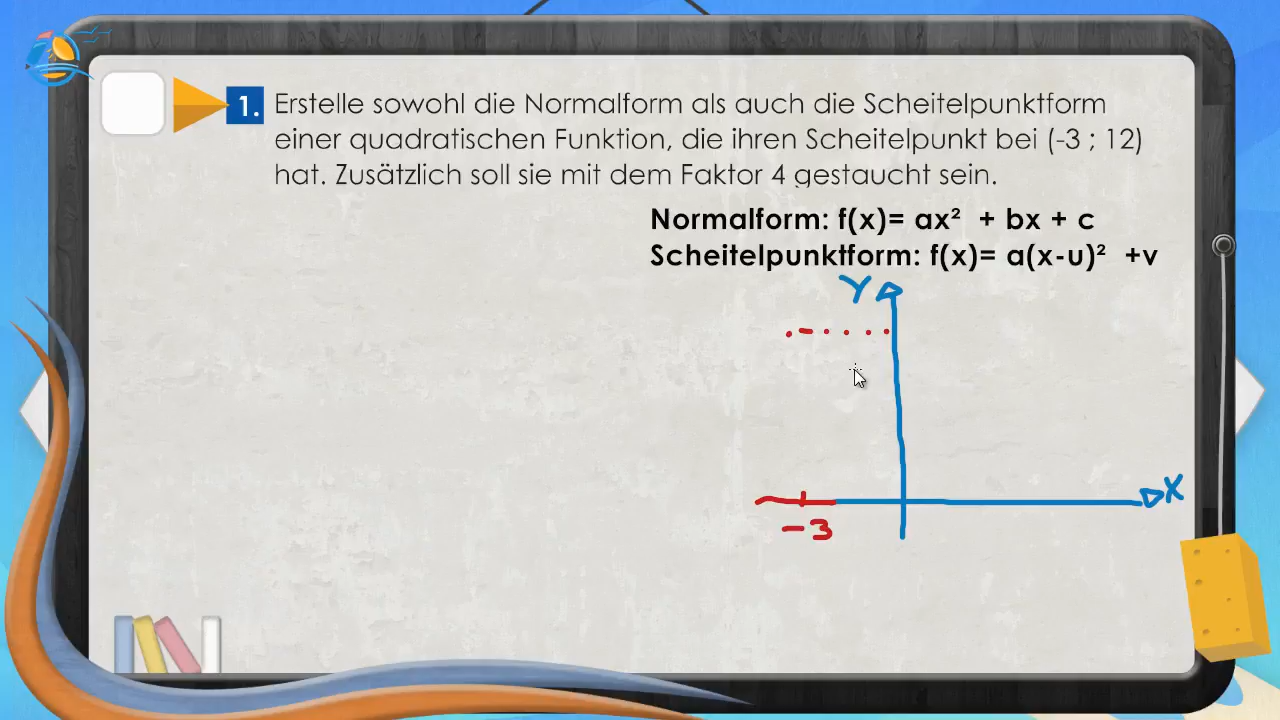 1. Erstelle sowohl die Normalform als auch die Scheitelpunktform
einer quadratischen Funktion, die ihren Scheitelpunkt bei (-3 ; 12)
hat. Zusätzlich soll sie mit dem Faktor 4 gestaucht sein.
Normalform: f(x)= ax² + bx + c
Scheitelpunktform: f(x)= a(x-u)² +v
Y
X
-3